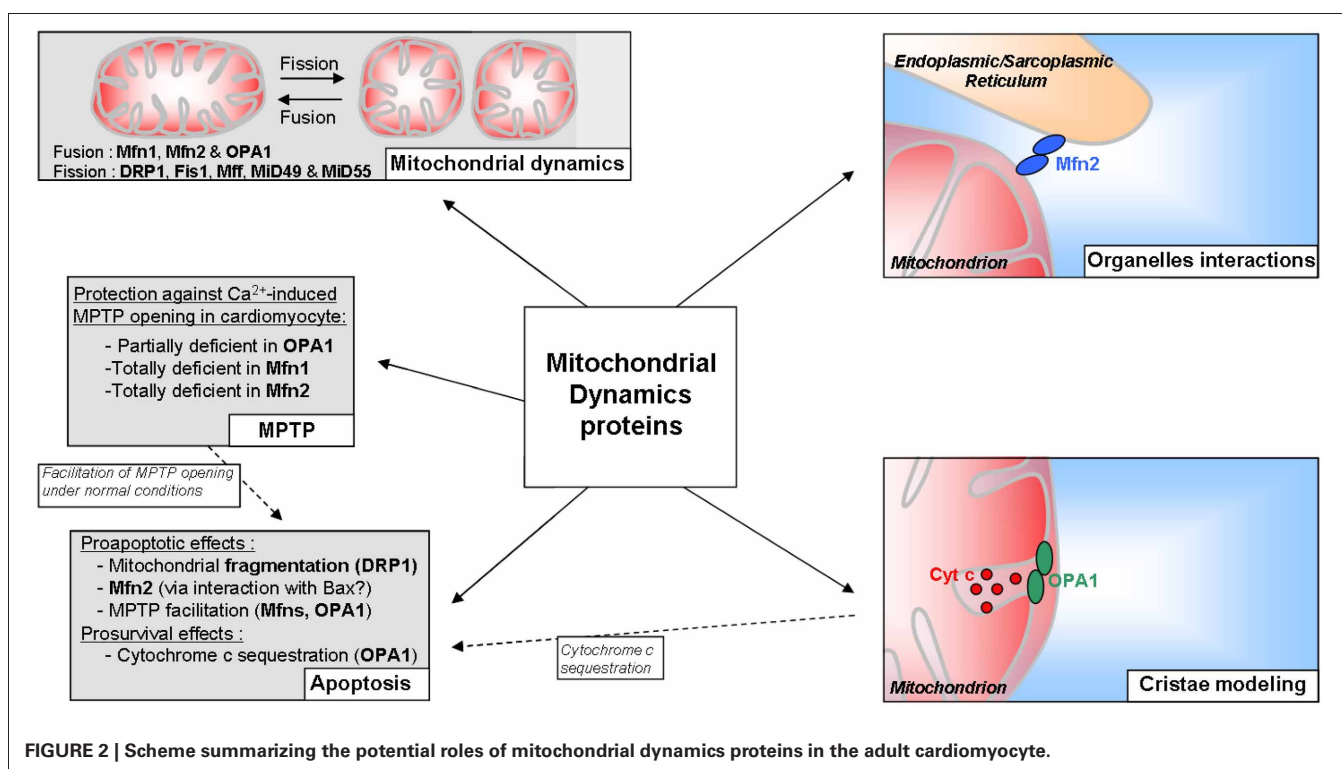 Fission
Fusion
Fusion : Mfn1, Mfn2 & OPA1
Fission : DRP1, Fis1, Mff, MiD49 & MiD55
Mitochondrial dynamics
Endoplasmic/Sarcoplasmic
Reticulum
Mfn2
Mitochondrion
Organelles interactions
Protection against Ca²⁺-induced
MPTP opening in cardiomyocyte:
- Partially deficient in OPA1
-Totally deficient in Mfn1
-Totally deficient in Mfn2
MPTP
Mitochondrial
Dynamics
proteins
Facilitation of MPTP opening
under normal conditions
Proapoptotic effects :
- Mitochondrial fragmentation (DRP1)
- Mfn2 (via interaction with Bax?)
- MPTP facilitation (Mfns, OPA1)
Prosurvival effects :
- Cytochrome c sequestration (OPA1)
Apoptosis
Cytochrome c
sequestration
Cyt c
OPA1
Mitochondrion
Cristae modeling
FIGURE 2 | Scheme summarizing the potential roles of mitochondrial dynamics proteins in the adult cardiomyocyte.